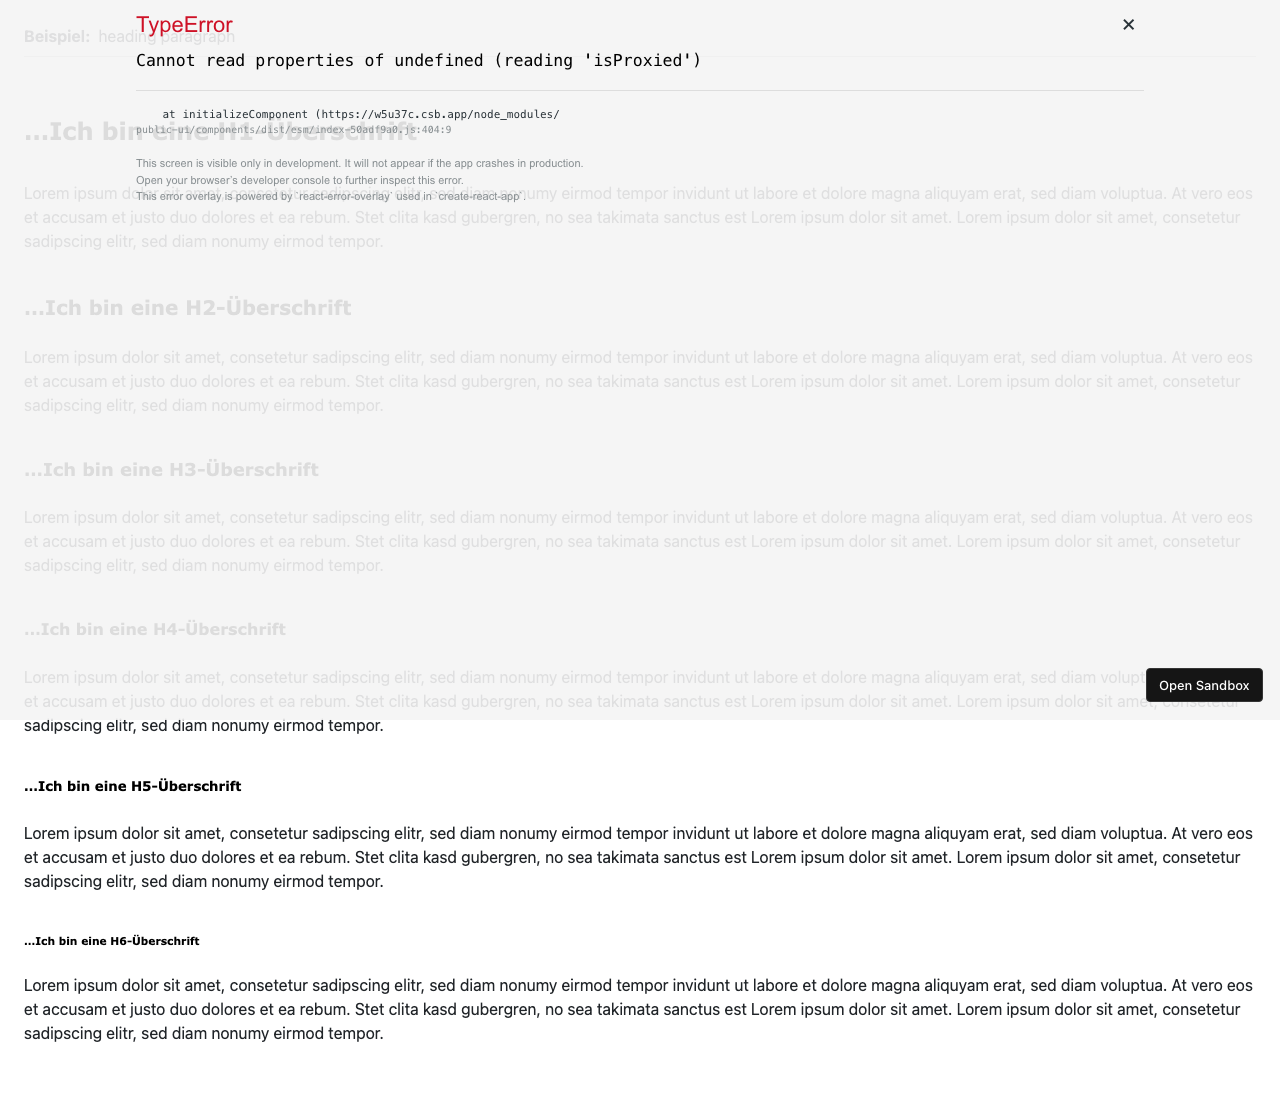 TypeError
Beispiel: heading paragraph
Cannot read properties of undefined (reading 'isProxied')
at initializeComponent (https://w5u37c.csb.app/node_modules/
public-ui/components/dist/esm/index-50adf9a0.js:404:9
…Ich bin eine H1-Überschrift
This screen is visible only in development. It will not appear if the app crashes in production.
Open your browser’s developer console to further inspect this error.
This error overlay is powered by `react-error-overlay` used in `create-react-app`.
Lorem ipsum dolor sit amet, consetetur sadipscing elitr, sed diam nonumy eirmod tempor invidunt ut labore et dolore magna aliquyam erat, sed diam voluptua. At vero eos
et accusam et justo duo dolores et ea rebum. Stet clita kasd gubergren, no sea takimata sanctus est Lorem ipsum dolor sit amet. Lorem ipsum dolor sit amet, consetetur
sadipscing elitr, sed diam nonumy eirmod tempor.
…Ich bin eine H2-Überschrift
Lorem ipsum dolor sit amet, consetetur sadipscing elitr, sed diam nonumy eirmod tempor invidunt ut labore et dolore magna aliquyam erat, sed diam voluptua. At vero eos
et accusam et justo duo dolores et ea rebum. Stet clita kasd gubergren, no sea takimata sanctus est Lorem ipsum dolor sit amet. Lorem ipsum dolor sit amet, consetetur
sadipscing elitr, sed diam nonumy eirmod tempor.
…Ich bin eine H3-Überschrift
Lorem ipsum dolor sit amet, consetetur sadipscing elitr, sed diam nonumy eirmod tempor invidunt ut labore et dolore magna aliquyam erat, sed diam voluptua. At vero eos
et accusam et justo duo dolores et ea rebum. Stet clita kasd gubergren, no sea takimata sanctus est Lorem ipsum dolor sit amet. Lorem ipsum dolor sit amet, consetetur
sadipscing elitr, sed diam nonumy eirmod tempor.
…Ich bin eine H4-Überschrift
Lorem ipsum dolor sit amet, consetetur sadipscing elitr, sed diam nonumy eirmod tempor invidunt ut labore et dolore magna aliquyam erat, sed diam
Open Sandbox
et accusam et justo duo dolores et ea rebum. Stet clita kasd gubergren, no sea takimata sanctus est Lorem ipsum dolor sit amet. Lorem ipsum dolor sit amet, consetetur
sadipscing elitr, sed diam nonumy eirmod tempor.
…Ich bin eine H5-Überschrift
Lorem ipsum dolor sit amet, consetetur sadipscing elitr, sed diam nonumy eirmod tempor invidunt ut labore et dolore magna aliquyam erat, sed diam voluptua. At vero eos
et accusam et justo duo dolores et ea rebum. Stet clita kasd gubergren, no sea takimata sanctus est Lorem ipsum dolor sit amet. Lorem ipsum dolor sit amet, consetetur
sadipscing elitr, sed diam nonumy eirmod tempor.
…Ich bin eine H6-Überschrift
Lorem ipsum dolor sit amet, consetetur sadipscing elitr, sed diam nonumy eirmod tempor invidunt ut labore et dolore magna aliquyam erat, sed diam voluptua. At vero eos
et accusam et justo duo dolores et ea rebum. Stet clita kasd gubergren, no sea takimata sanctus est Lorem ipsum dolor sit amet. Lorem ipsum dolor sit amet, consetetur
sadipscing elitr, sed diam nonumy eirmod tempor.